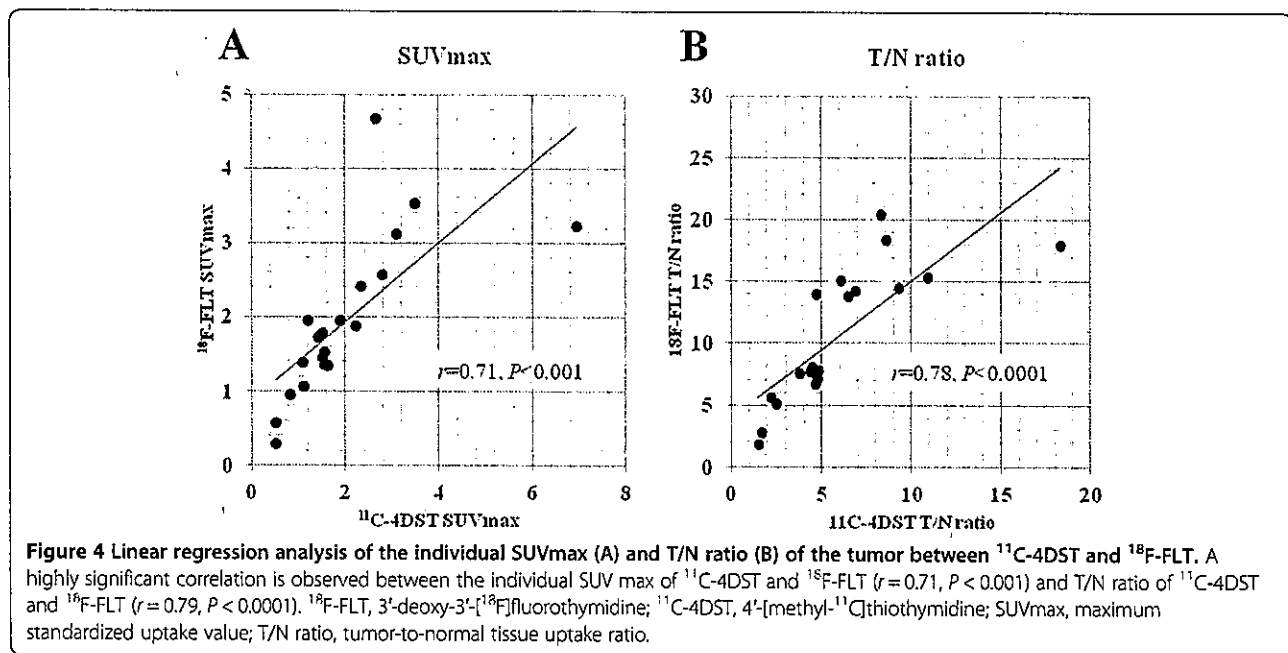 A
SUVmax
5
4
3
2
1
0
¹⁸F-FLT SUVmax
r=0.71, P<0.001
0 2 4 6 8
¹¹C-4DST SUVmax
B
T/N ratio
30
25
20
15
10
5
0
18F-FLT T/N ratio
r=0.78, P<0.0001
0 5 10 15 20
11C-4DST T/N ratio
Figure 4 Linear regression analysis of the individual SUVmax (A) and T/N ratio (B) of the tumor between ¹¹C-4DST and ¹⁸F-FLT. A
highly significant correlation is observed between the individual SUV max of ¹¹C-4DST and ¹⁸F-FLT (r = 0.71, P < 0.001) and T/N ratio of ¹¹C-4DST
and ¹⁸F-FLT (r = 0.79, P < 0.0001). ¹⁸F-FLT, 3′-deoxy-3′-[¹⁸F]fluorothymidine; ¹¹C-4DST, 4′-[methyl-¹¹C]thiothymidine; SUVmax, maximum
standardized uptake value; T/N ratio, tumor-to-normal tissue uptake ratio.